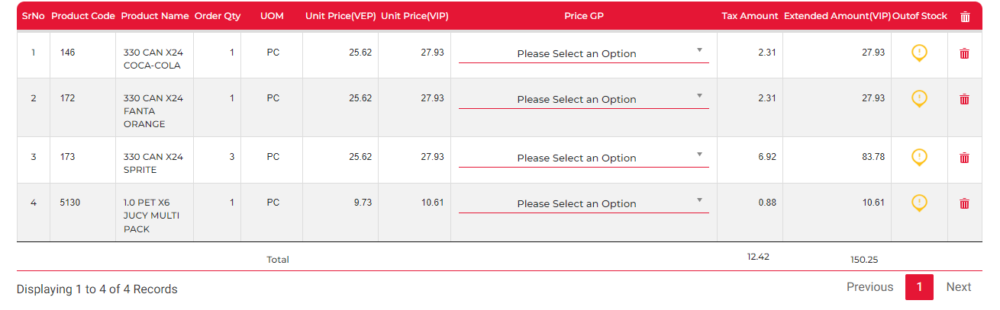 SrNo Product Code Product Name Order Qty UOM Unit Price(VEP) Unit Price(VIP) Price GP Tax Amount Extended Amount(VIP) Outof Stock
1 146 330 CAN X24 1 PC 25.62 27.93 Please Select an Option 2.31 27.93
COCA-COLA
2 172 330 CAN X24 1 PC 25.62 27.93 Please Select an Option 2.31 27.93
FANTA
ORANGE
3 173 330 CAN X24 3 PC 25.62 27.93 Please Select an Option 6.92 83.78
SPRITE
4 5130 1.0 PET X6 1 PC 9.73 10.61 Please Select an Option 0.88 10.61
JUCY MULTI
PACK
Total 12.42 150.25
Displaying 1 to 4 of 4 Records Previous 1 Next